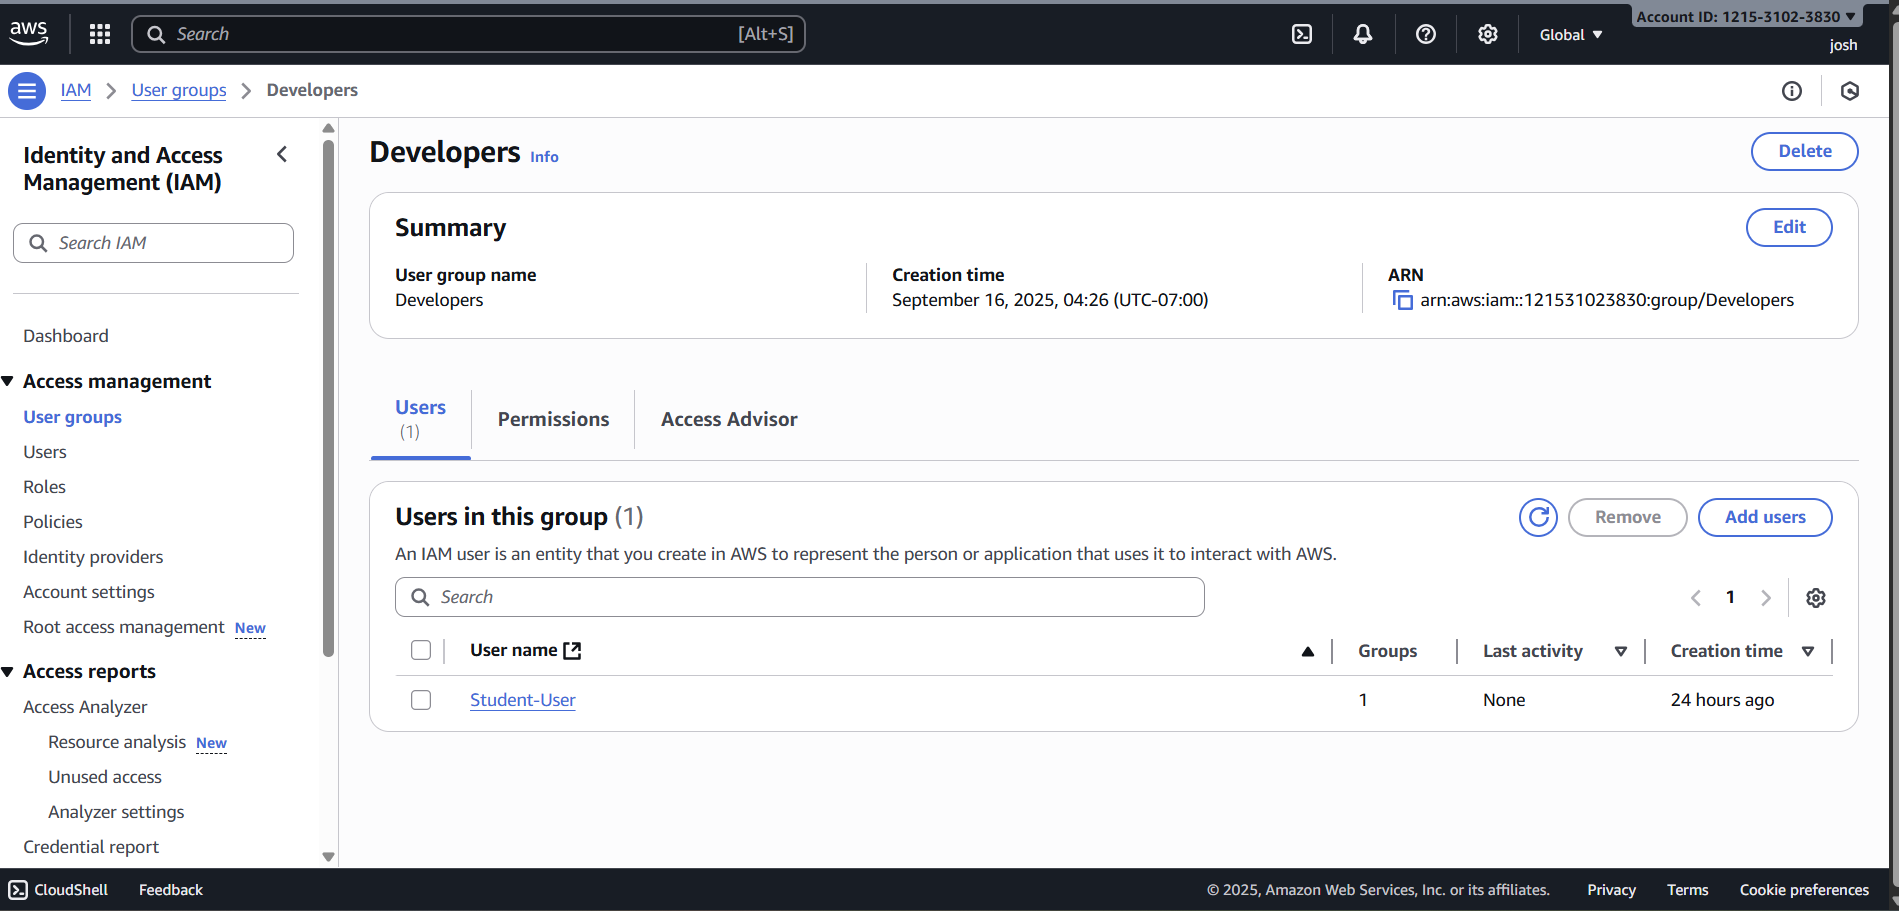 aws
Search [Alt+S]
Global
Account ID: 1215-3102-3830
josh
IAM
User groups
Developers
Identity and Access
Management (IAM)
Search IAM
Dashboard
Access management
User groups
Users
Roles
Policies
Identity providers
Account settings
Root access management New
Access reports
Access Analyzer
Resource analysis New
Unused access
Analyzer settings
Credential report
Developers Info
Delete
Summary
Edit
User group name
Developers
Creation time
September 16, 2025, 04:26 (UTC-07:00)
ARN
arn:aws:iam::121531023830:group/Developers
Users
(1)
Permissions
Access Advisor
Users in this group (1)
Remove
Add users
An IAM user is an entity that you create in AWS to represent the person or application that uses it to interact with AWS.
Search
1
User name Groups Last activity Creation time
Student-User 1 None 24 hours ago
CloudShell
Feedback
© 2025, Amazon Web Services, Inc. or its affiliates.
Privacy
Terms
Cookie preferences